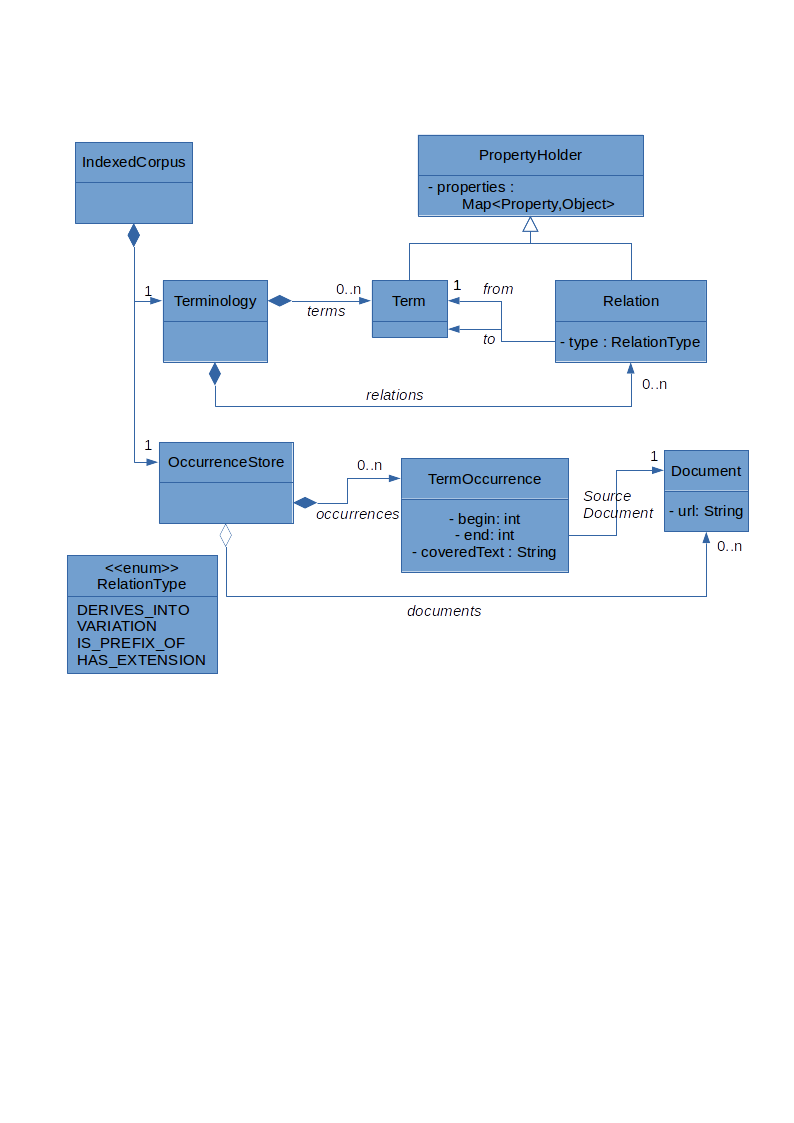 IndexedCorpus
PropertyHolder
- properties :
Map<Property,Object>
1
Terminology
0..n
terms
Term
1
from
to
Relation
- type : RelationType
relations
0..n
1
OccurrenceStore
0..n
occurrences
TermOccurrence
- begin: int
- end: int
- coveredText : String
Source
Document
1
Document
- url: String
0..n
documents
<<enum>>
RelationType
DERIVES_INTO
VARIATION
IS_PREFIX_OF
HAS_EXTENSION